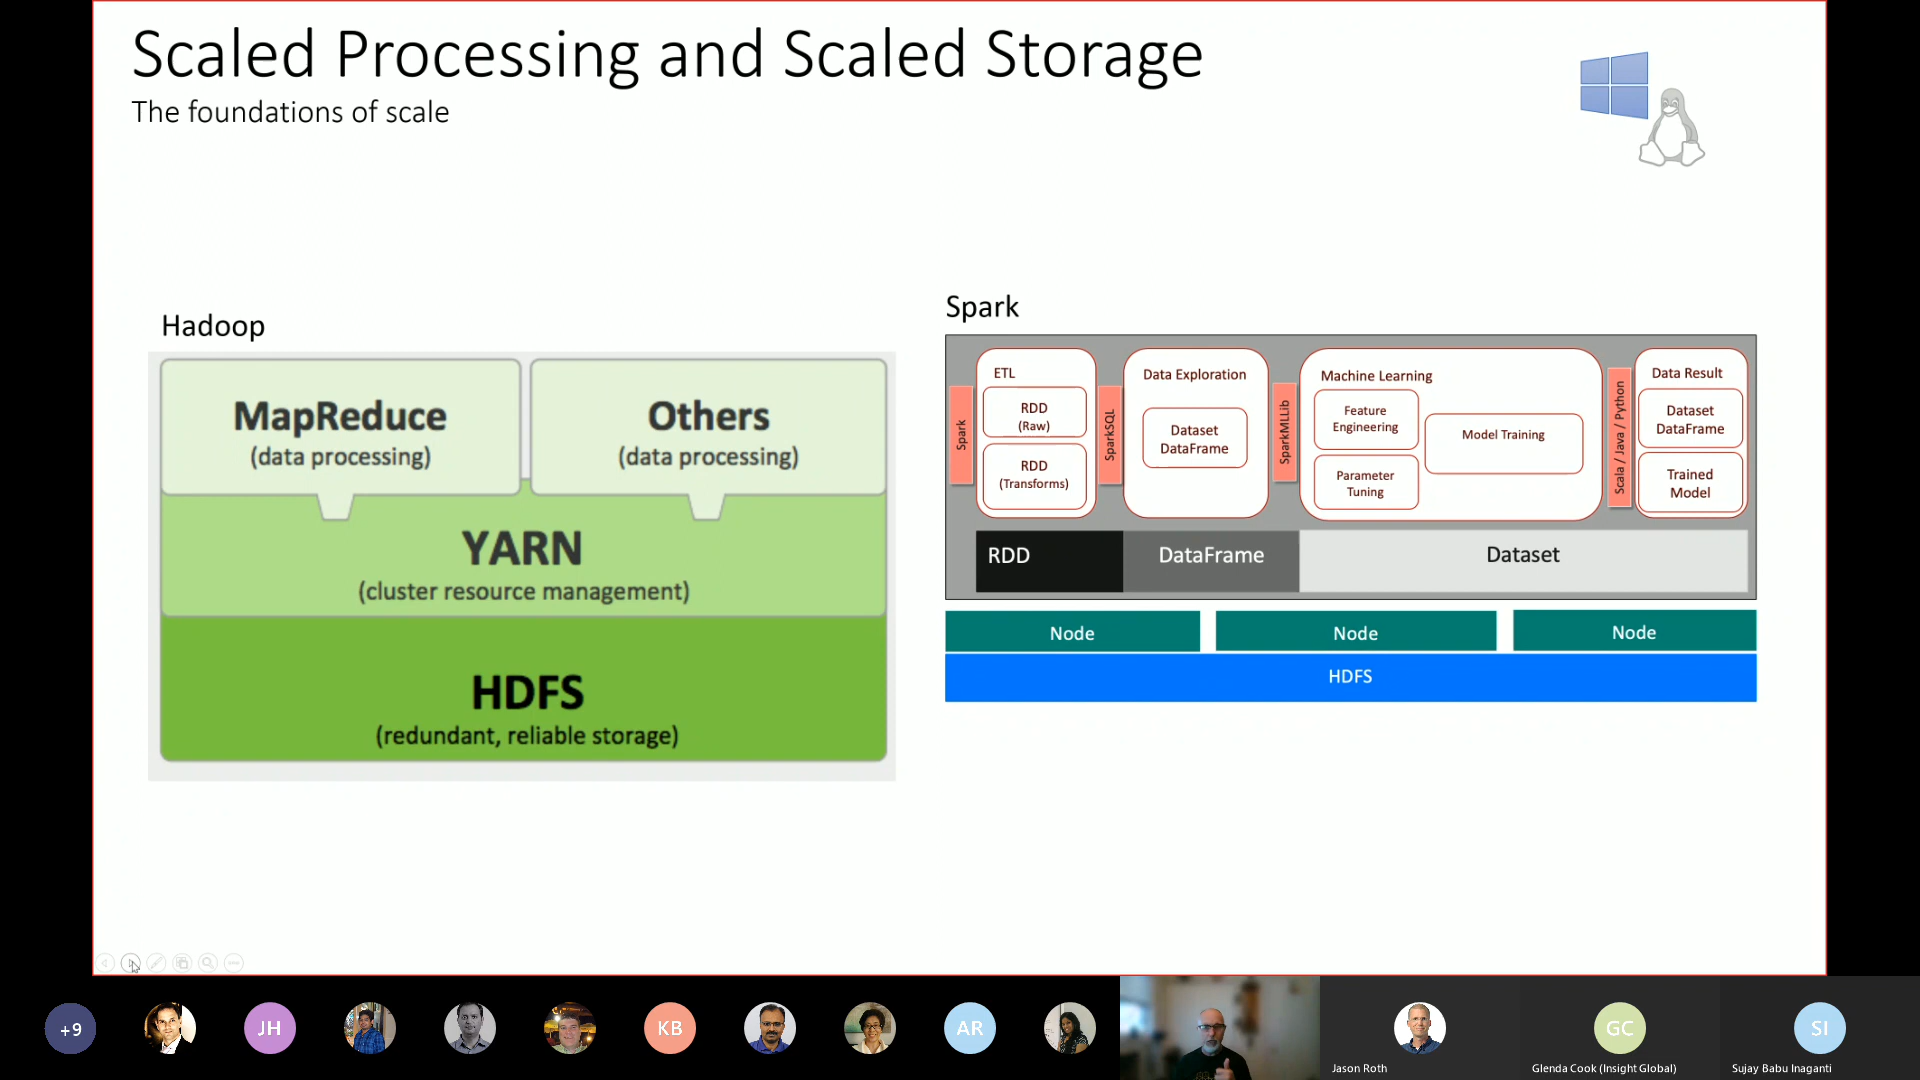 Scaled Processing and Scaled Storage
The foundations of scale
Hadoop
MapReduce
(data processing)
Others
(data processing)
YARN
(cluster resource management)
HDFS
(redundant, reliable storage)
Spark
Spark
ETL
RDD
(Raw)
RDD
(Transforms)
SparkSQL
Data Exploration
Dataset
DataFrame
SparkMLLib
Machine Learning
Feature
Engineering
Parameter
Tuning
Model Training
Scala / Java / Python
Data Result
Dataset
DataFrame
Trained
Model
RDD
DataFrame
Dataset
Node
Node
Node
HDFS
+9
JH
KB
AR
Jason Roth
GC
Glenda Cook (Insight Global)
SI
Sujay Babu Inaganti